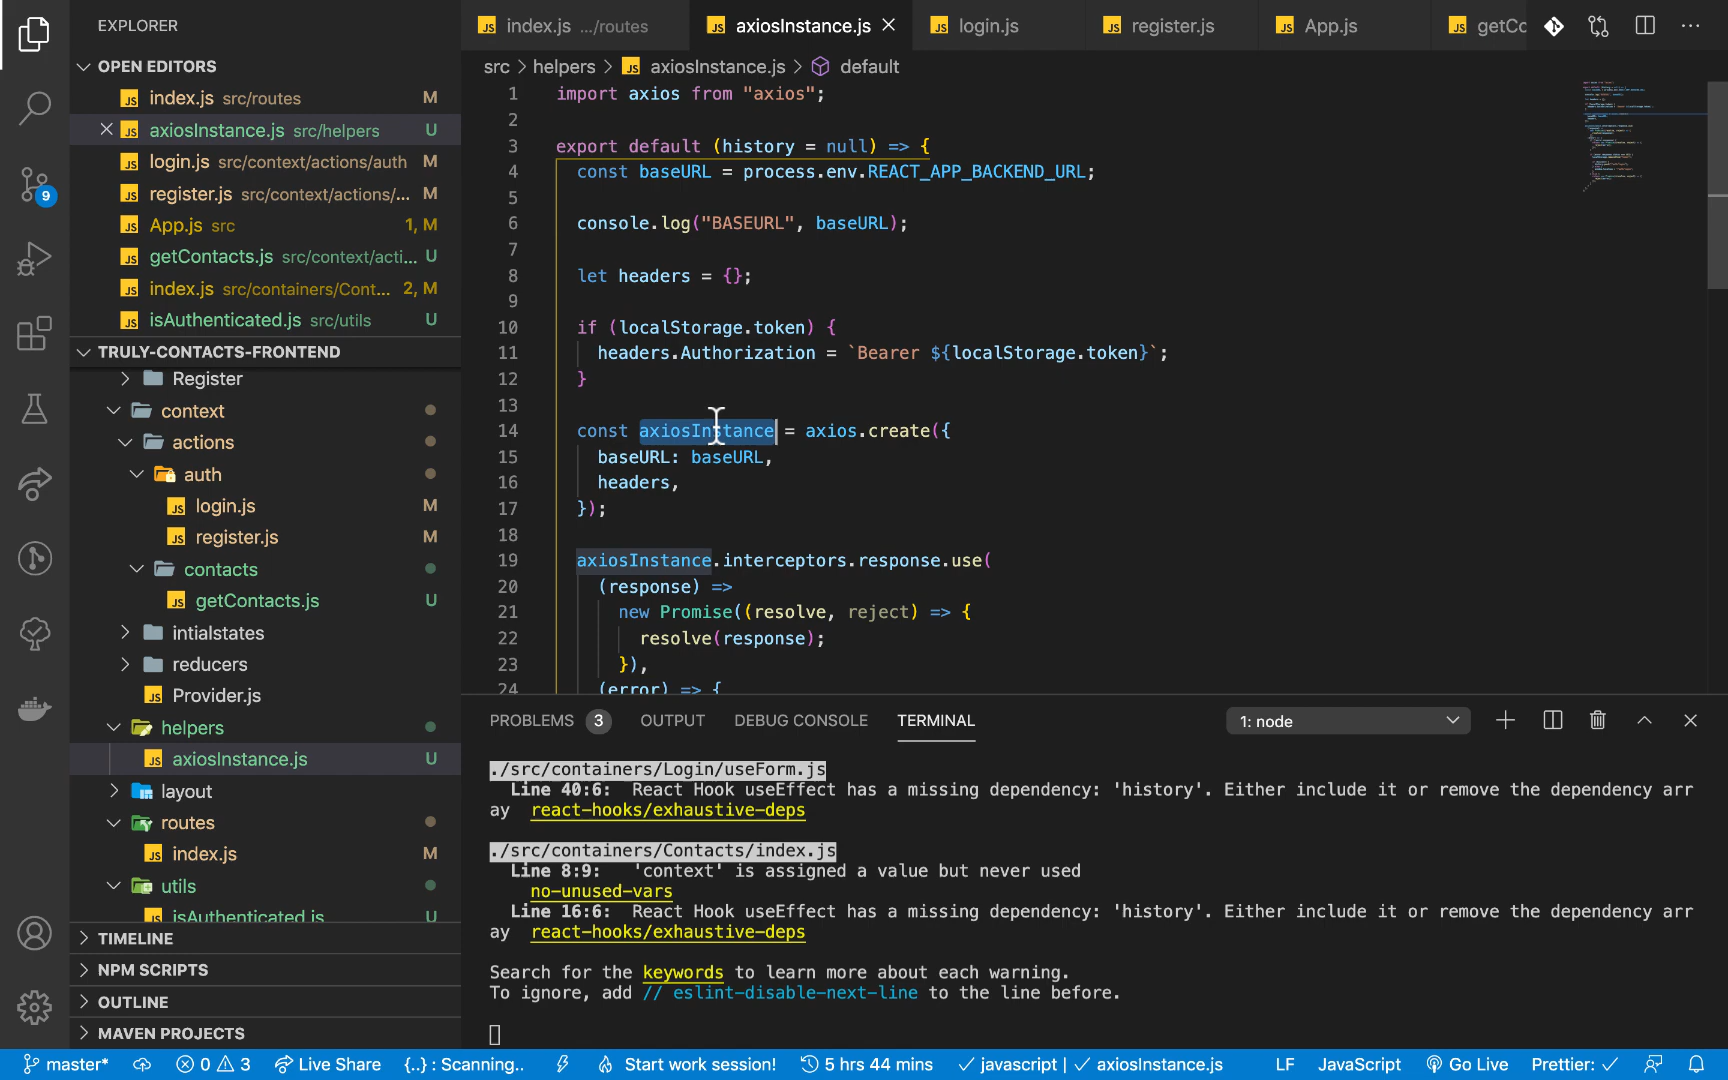 EXPLORER
OPEN EDITORS
index.js src/routes M
axiosInstance.js src/helpers U
login.js src/context/actions/auth M
register.js src/context/actions/... M
App.js src 1, M
getContacts.js src/context/acti... U
index.js src/containers/Cont... 2, M
isAuthenticated.js src/utils U
TRULY-CONTACTS-FRONTEND
Register
context
actions
auth
login.js M
register.js M
contacts
getContacts.js U
intialstates
reducers
Provider.js
helpers
axiosInstance.js U
layout
routes
index.js M
utils
isAuthenticated.js U
TIMELINE
NPM SCRIPTS
OUTLINE
MAVEN PROJECTS
9
index.js .../routes axiosInstance.js login.js register.js App.js getCo
src > helpers > axiosInstance.js > default
1 import axios from "axios";
2
3 export default (history = null) => {
4 const baseURL = process.env.REACT_APP_BACKEND_URL;
5
6 console.log("BASEURL", baseURL);
7
8 let headers = {};
9
10 if (localStorage.token) {
11 headers.Authorization = `Bearer ${localStorage.token}`;
12 }
13
14 const axiosInstance = axios.create({
15 baseURL: baseURL,
16 headers,
17 });
18
19 axiosInstance.interceptors.response.use(
20 (response) =>
21 new Promise((resolve, reject) => {
22 resolve(response);
23 }),
24 (error) => {
PROBLEMS 3 OUTPUT DEBUG CONSOLE TERMINAL 1: node
./src/containers/Login/useForm.js
Line 40:6: React Hook useEffect has a missing dependency: 'history'. Either include it or remove the dependency arr
ay react-hooks/exhaustive-deps
./src/containers/Contacts/index.js
Line 8:9: 'context' is assigned a value but never used
no-unused-vars
Line 16:6: React Hook useEffect has a missing dependency: 'history'. Either include it or remove the dependency arr
ay react-hooks/exhaustive-deps
Search for the keywords to learn more about each warning.
To ignore, add // eslint-disable-next-line to the line before.
master* 0 3 Live Share {..} : Scanning.. Start work session! 5 hrs 44 mins javascript | axiosInstance.js LF JavaScript Go Live Prettier: